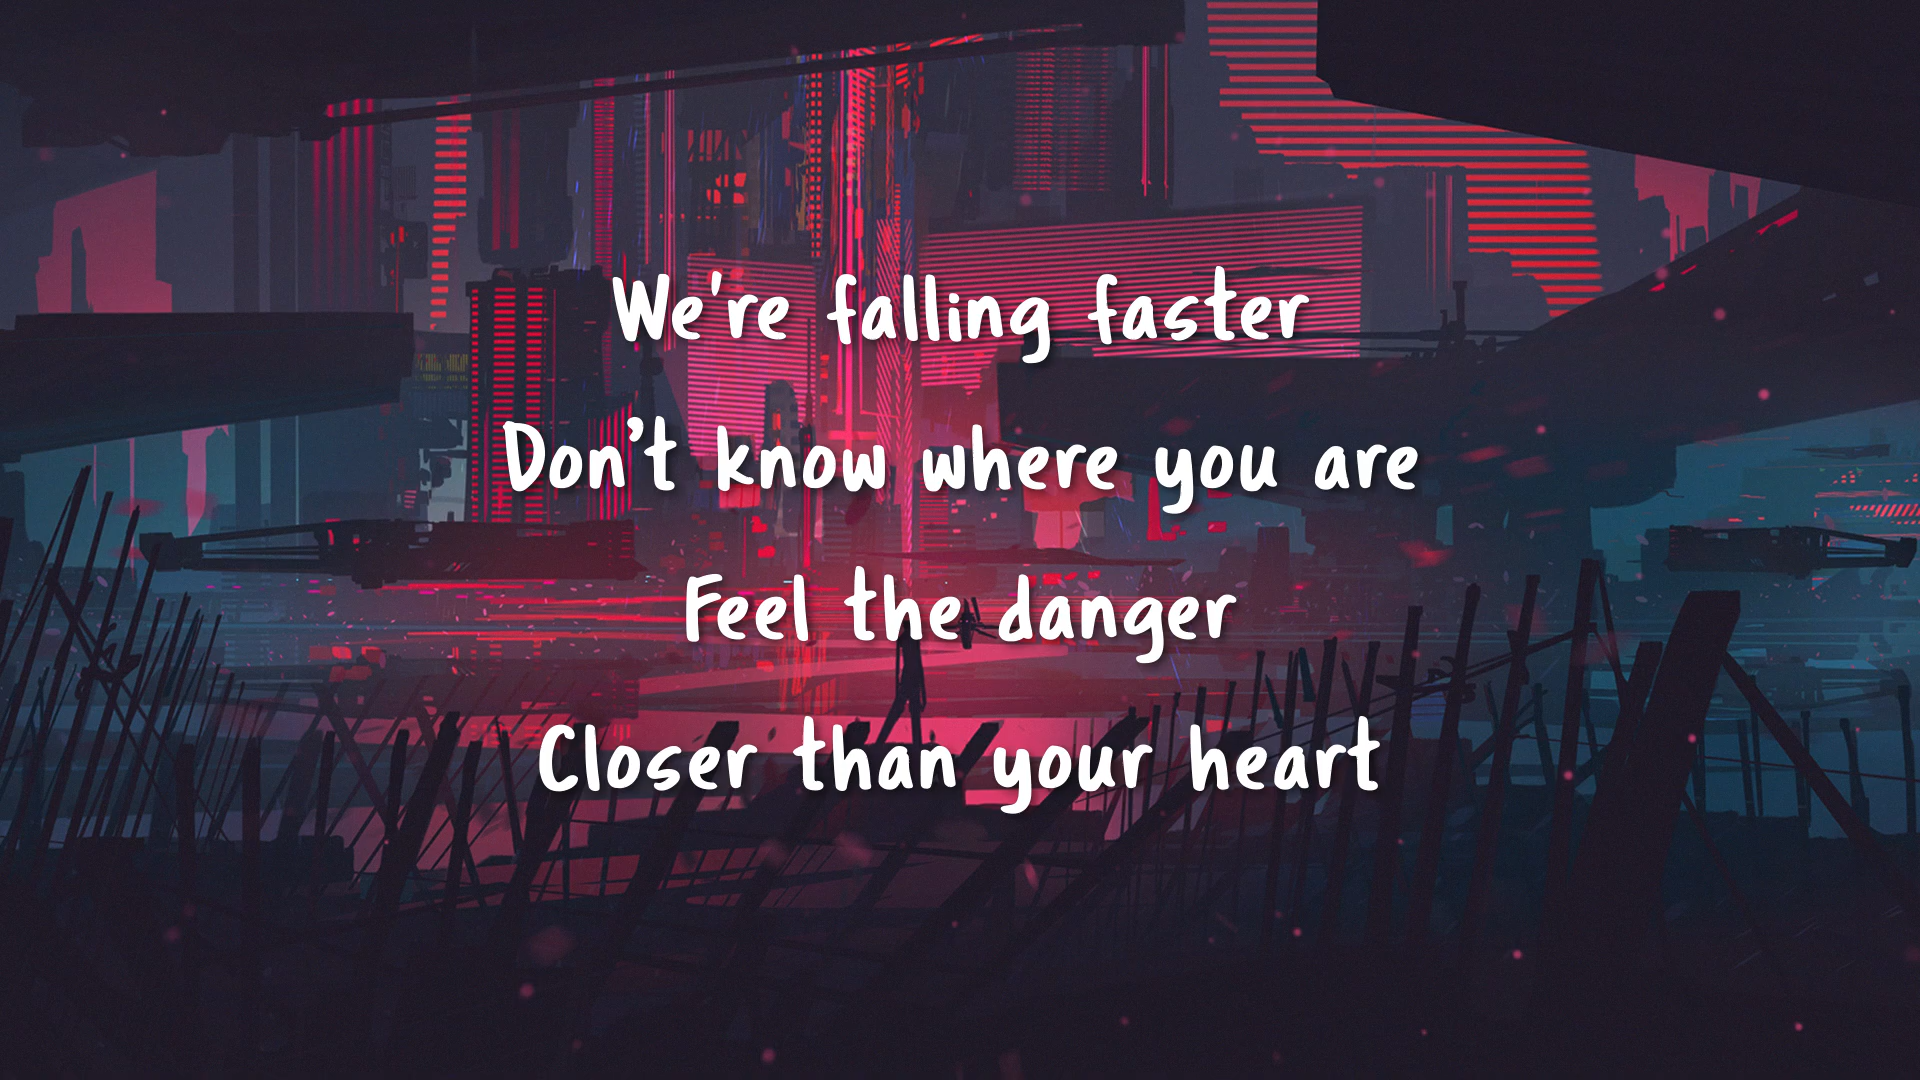 We're falling faster
Don’t know where you are
Feel the danger
Closer than your heart